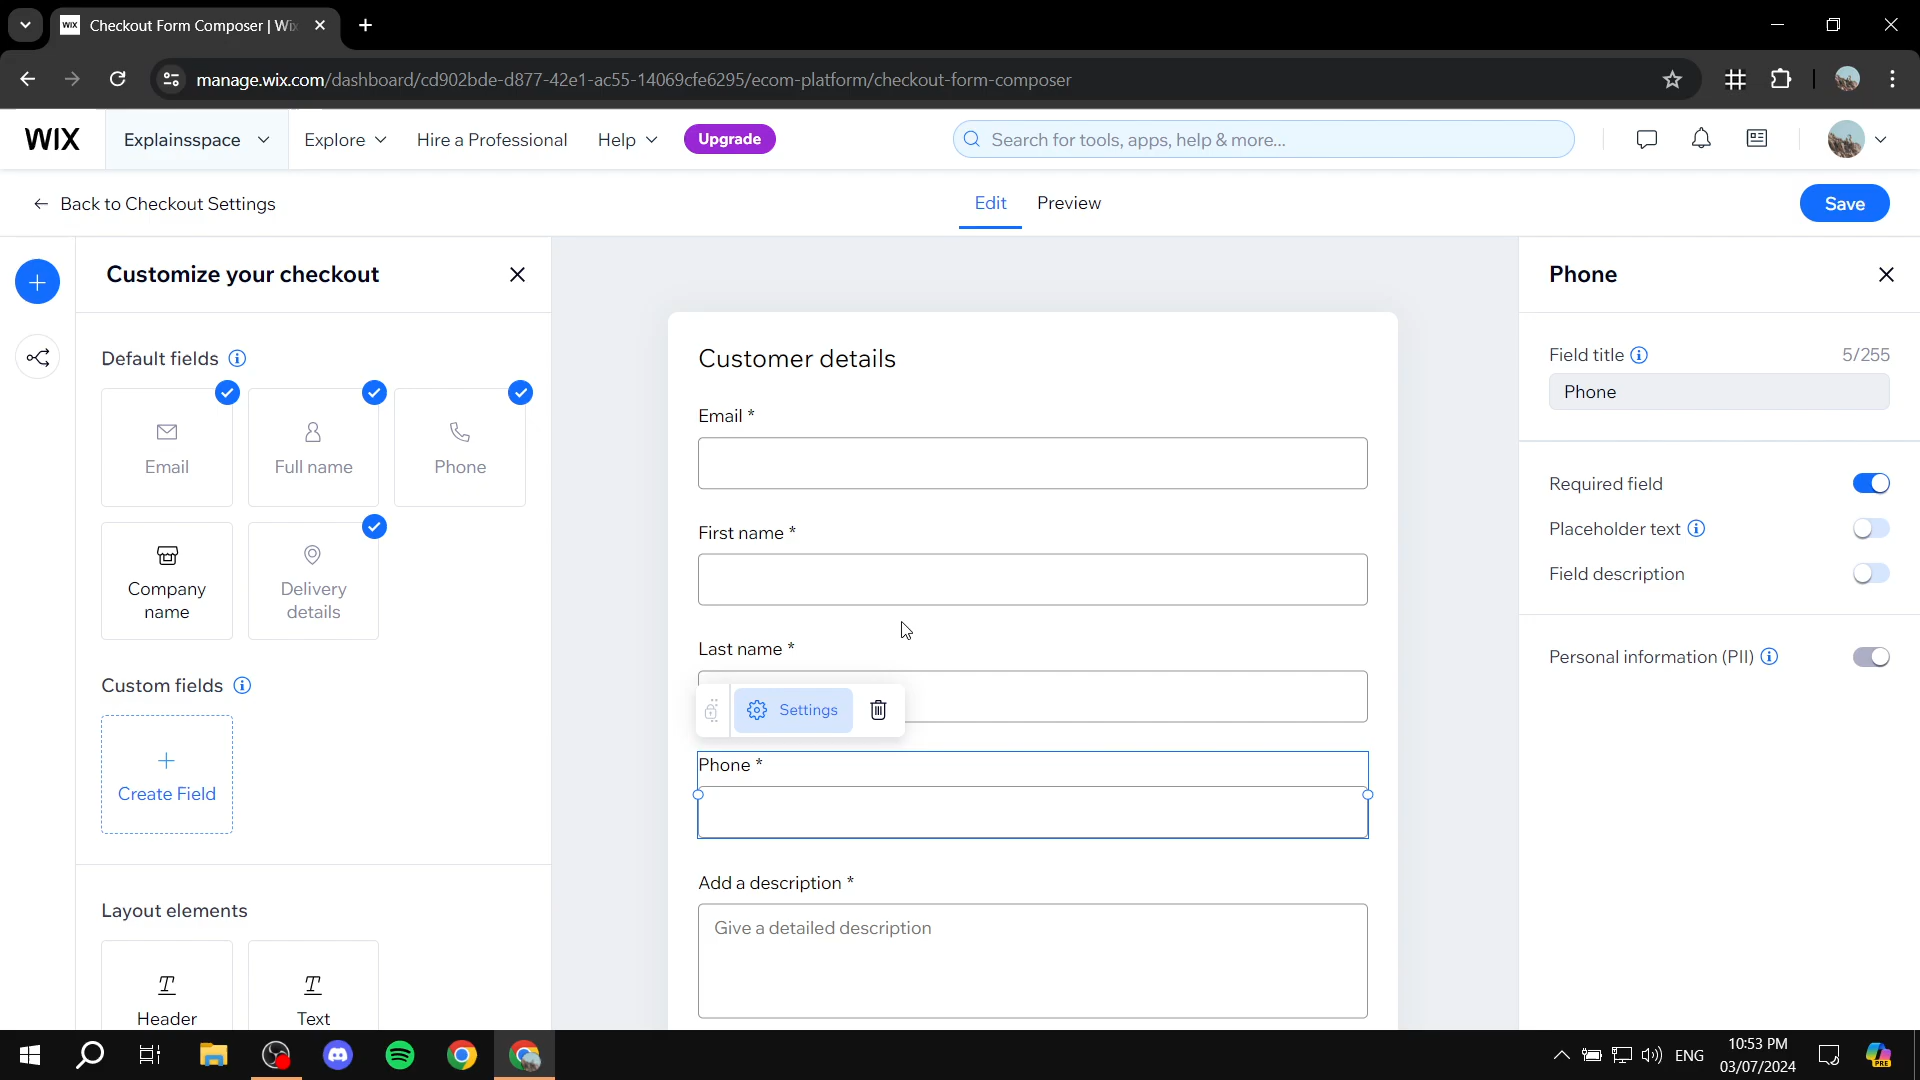 WIX Checkout Form Composer | Wix
manage.wix.com/dashboard/cd902bde-d877-42e1-ac55-14069cfe6295/ecom-platform/checkout-form-composer
WIX Explainsspace Explore Hire a Professional Help Upgrade Search for tools, apps, help & more...
Back to Checkout Settings Edit Preview Save
Customize your checkout
Default fields
Email Full name Phone
Company name
Delivery details
Custom fields
Create Field
Layout elements
Header Text
Customer details
Email *
First name *
Last name *
Settings
Phone *
Add a description *
Give a detailed description
Phone
Field title 5/255
Phone
Required field
Placeholder text
Field description
Personal information (PII)
ENG
10:53 PM
03/07/2024
PRE